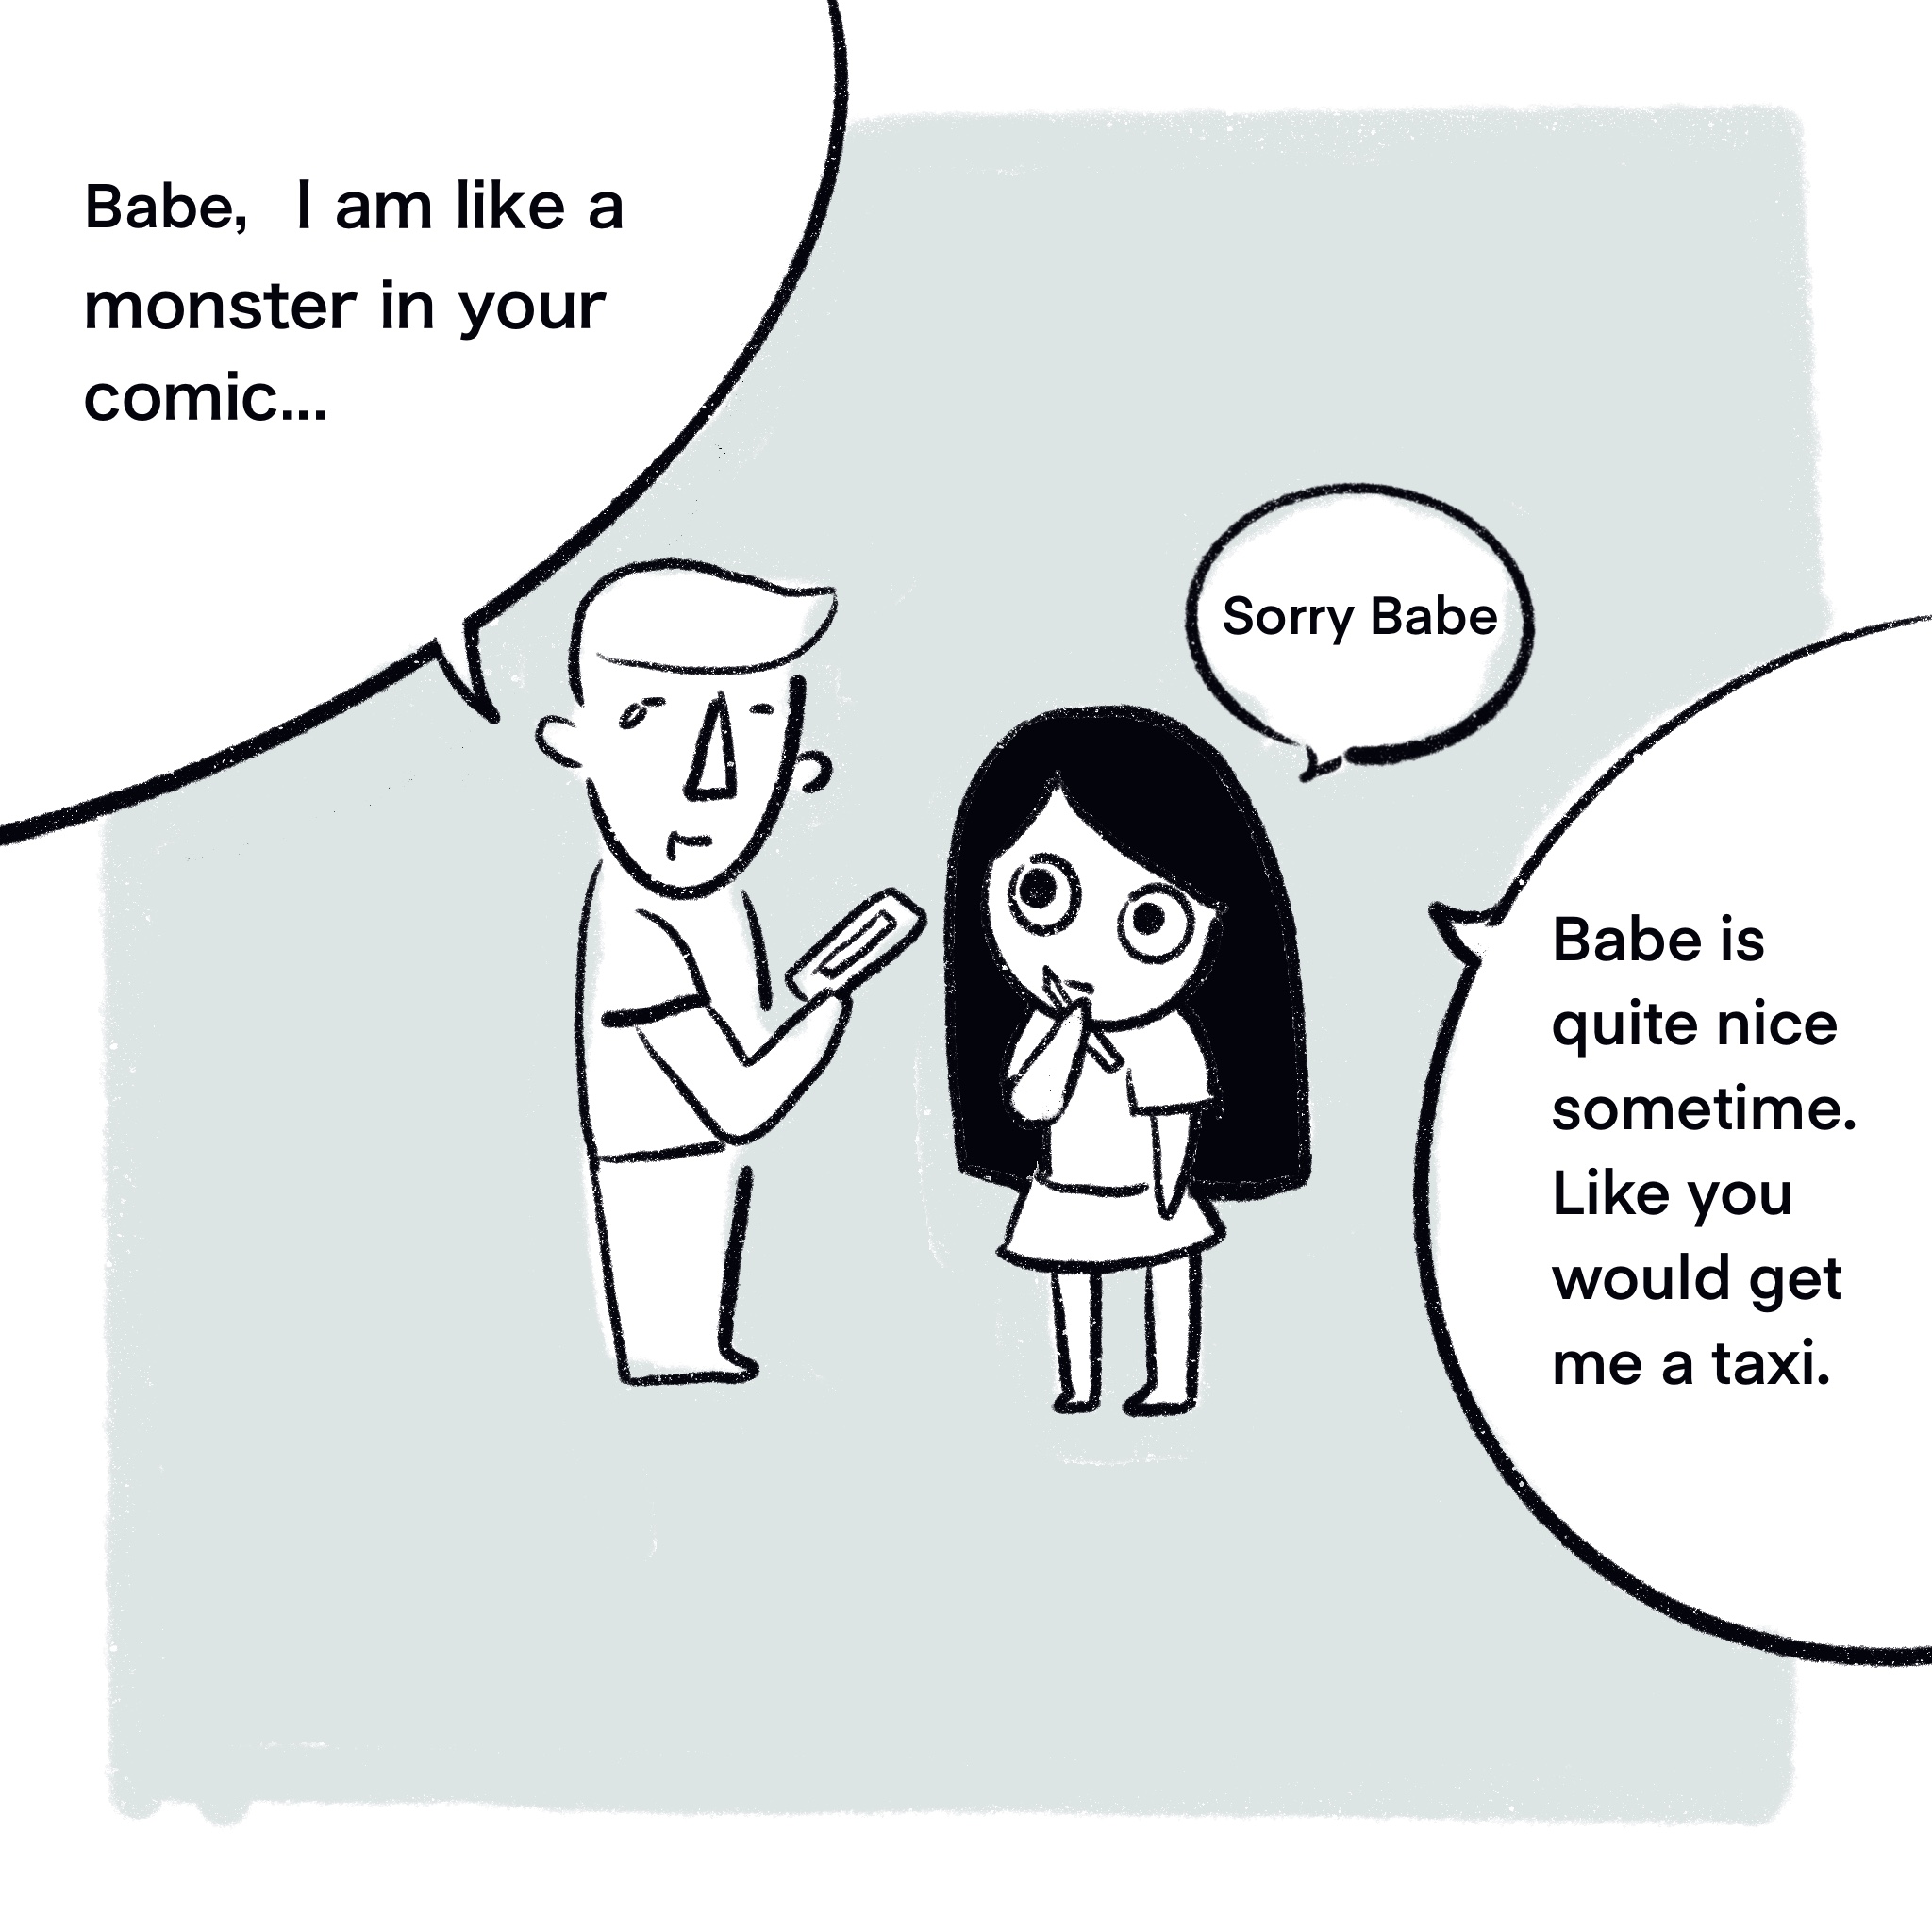 Babe, I am like a
monster in your
comic...
Sorry Babe
Babe is
quite nice
sometime.
Like you
would get
me a taxi.